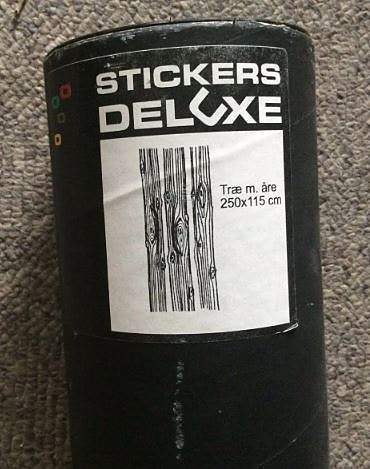 STICKERS
DELUXE
Træ m. åre
250x115 cm